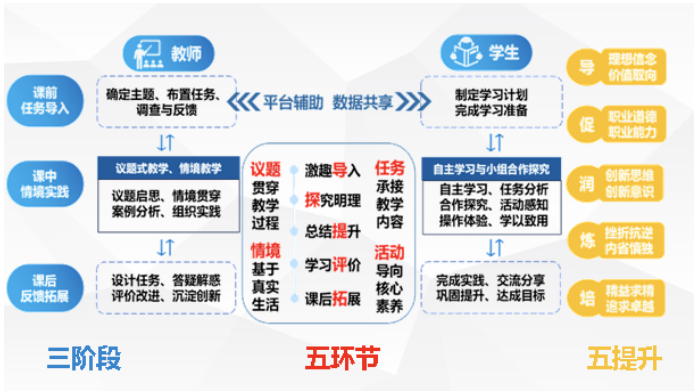 教师
学生
课前
任务导入
确定主题、布置任务、
调查与反馈
平台辅助 数据共享
制定学习计划
完成学习准备
课中
情境实践
议题式教学、情境教学
议题启思、情境贯穿
案例分析、组织实践
议题
贯穿
教学
过程
情境
基于
真实
生活
激趣导入
探究明理
总结提升
学习评价
课后拓展
任务
承接
教学
内容
活动
导向
核心
素养
自主学习与小组合作探究
自主学习、任务分析
合作探究、活动感知
操作体验、学以致用
课后
反馈拓展
设计任务、答疑解惑
评价改进、沉淀创新
完成实践、交流分享
巩固提升、达成目标
导
理想信念
价值取向
促
职业道德
职业能力
润
创新思维
创新意识
炼
挫折抗逆
内省慎独
培
精益求精
追求卓越
三阶段
五环节
五提升